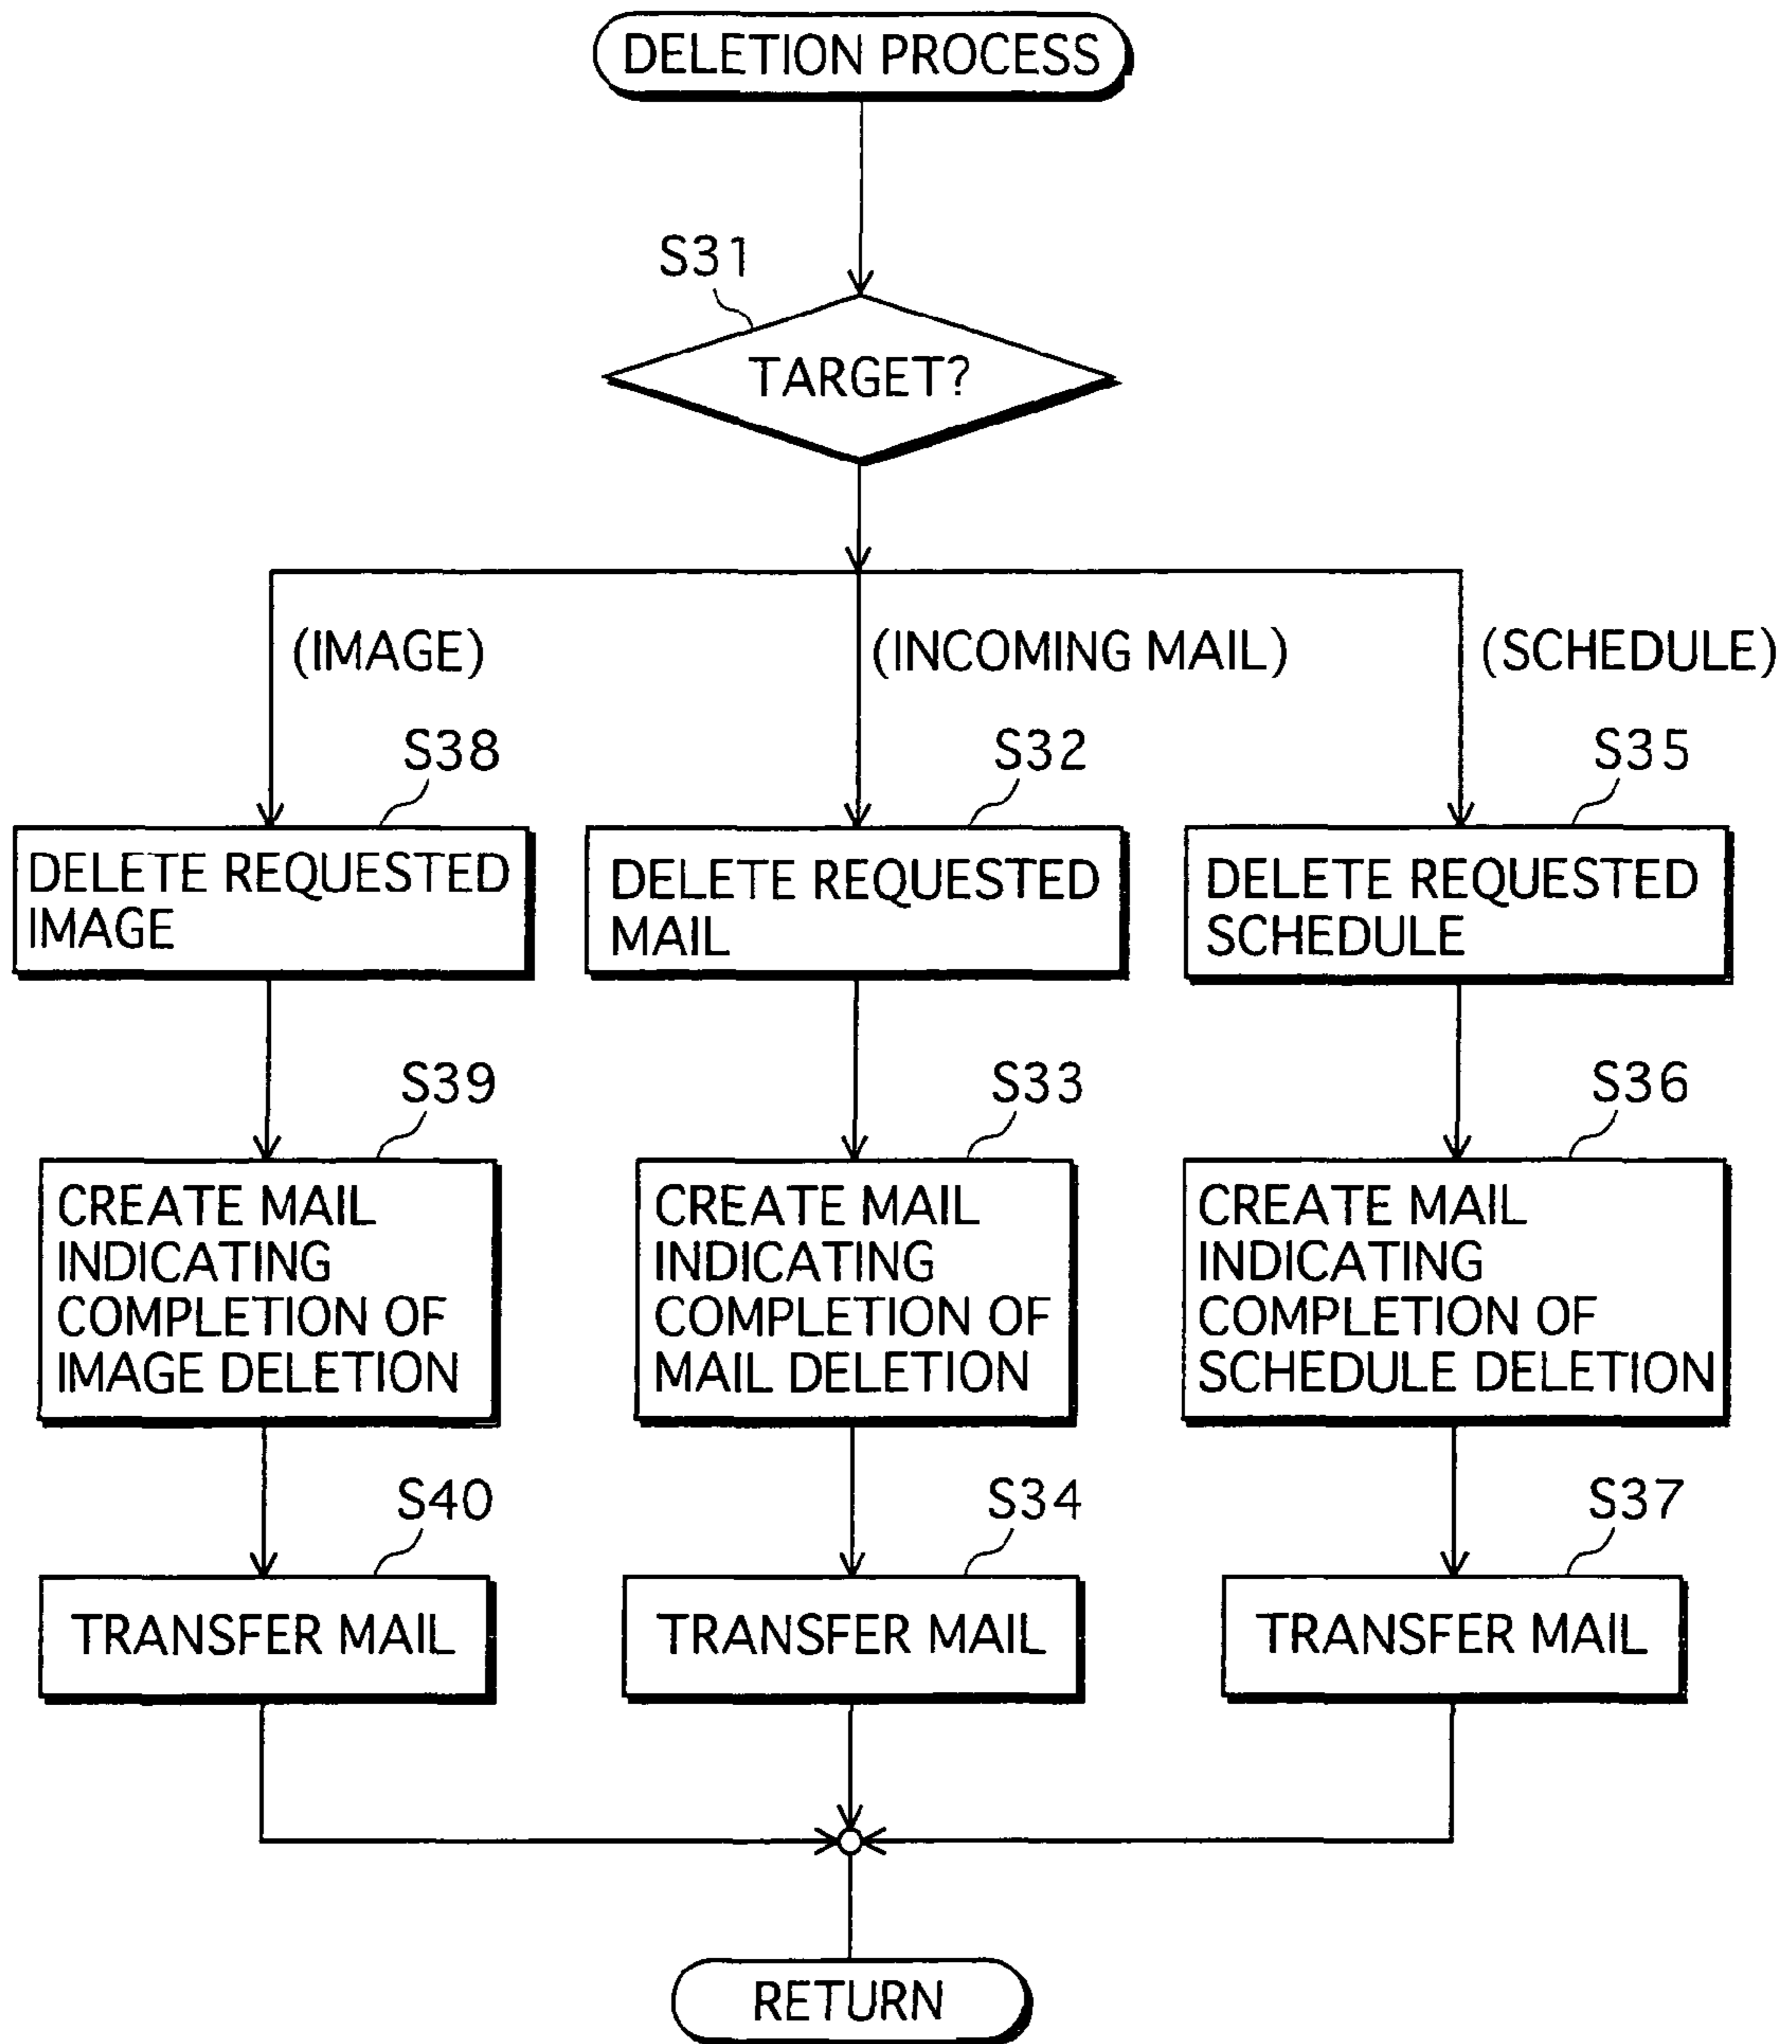 DELETION PROCESS
S31
TARGET?
(IMAGE)
(INCOMING MAIL)
(SCHEDULE)
S38
S32
S35
DELETE REQUESTED
IMAGE
DELETE REQUESTED
MAIL
DELETE REQUESTED
SCHEDULE
S39
S33
S36
CREATE MAIL
INDICATING
COMPLETION OF
IMAGE DELETION
CREATE MAIL
INDICATING
COMPLETION OF
MAIL DELETION
CREATE MAIL
INDICATING
COMPLETION OF
SCHEDULE DELETION
S40
S34
S37
TRANSFER MAIL
TRANSFER MAIL
TRANSFER MAIL
RETURN